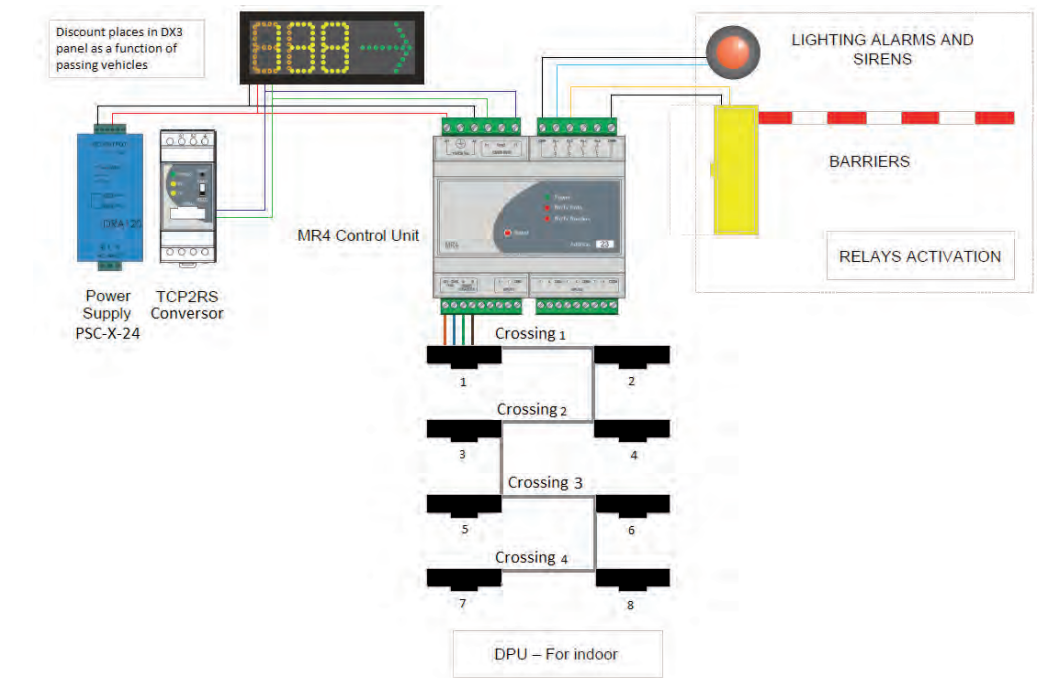 Discount places in DX3
panel as a function of
passing vehicles
LIGHTING ALARMS AND
SIRENS
BARRIERS
RELAYS ACTIVATION
MR4 Control Unit
Power
23
Power
Supply
PSC-X-24
TCP2RS
Conversor
Crossing 1
1
2
Crossing 2
3
4
Crossing 3
5
6
Crossing 4
7
8
DPU – For indoor